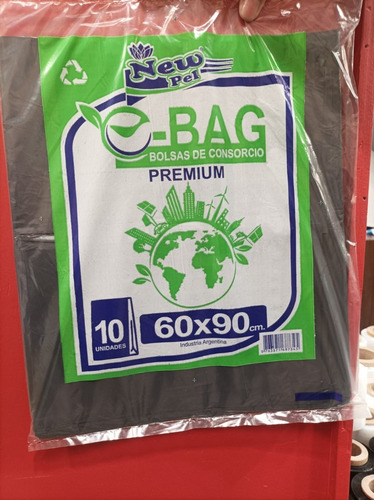 New
Pel
e-BAG
BOLSAS DE CONSORCIO
PREMIUM
10
UNIDADES
60x90 cm.
Industria Argentina